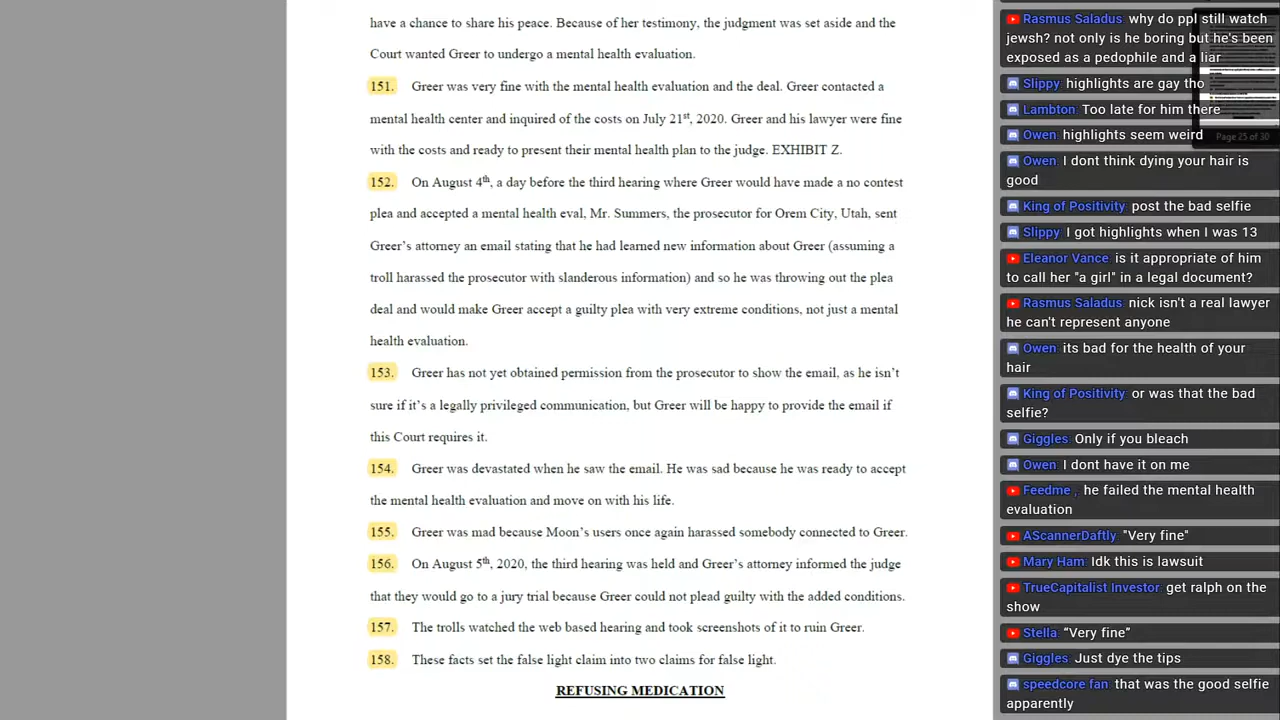 have a chance to share his peace. Because of her testimony, the judgment was set aside and the
Court wanted Greer to undergo a mental health evaluation.
151. Greer was very fine with the mental health evaluation and the deal. Greer contacted a
mental health center and inquired of the costs on July 21st, 2020. Greer and his lawyer were fine
with the costs and ready to present their mental health plan to the judge. EXHIBIT Z.
152. On August 4th, a day before the third hearing where Greer would have made a no contest
plea and accepted a mental health eval, Mr. Summers, the prosecutor for Orem City, Utah, sent
Greer’s attorney an email stating that he had learned new information about Greer (assuming a
troll harassed the prosecutor with slanderous information) and so he was throwing out the plea
deal and would make Greer accept a guilty plea with very extreme conditions, not just a mental
health evaluation.
153. Greer has not yet obtained permission from the prosecutor to show the email, as he isn’t
sure if it’s a legally privileged communication, but Greer will be happy to provide the email if
this Court requires it.
154. Greer was devastated when he saw the email. He was sad because he was ready to accept
the mental health evaluation and move on with his life.
155. Greer was mad because Moon’s users once again harassed somebody connected to Greer.
156. On August 5th, 2020, the third hearing was held and Greer’s attorney informed the judge
that they would go to a jury trial because Greer could not plead guilty with the added conditions.
157. The trolls watched the web based hearing and took screenshots of it to ruin Greer.
158. These facts set the false light claim into two claims for false light.
REFUSING MEDICATION
Rasmus Saladus: why do ppl still watch
jewsh? not only is he boring but he's been
exposed as a pedophile and a liar
Slippy: highlights are gay tho
Lambton: Too late for him there
Owen: highlights seem weird
Page 25 of 30
Owen: I dont think dying your hair is
good
King of Positivity: post the bad selfie
Slippy: I got highlights when I was 13
Eleanor Vance: is it appropriate of him
to call her "a girl" in a legal document?
Rasmus Saladus: nick isn't a real lawyer
he can't represent anyone
Owen: its bad for the health of your
hair
King of Positivity: or was that the bad
selfie?
Giggles: Only if you bleach
Owen: I dont have it on me
Feedme , he failed the mental health
evaluation
AScannerDaftly: "Very fine"
Mary Ham: Idk this is lawsuit
TrueCapitalist Investor: get ralph on the
show
Stella: “Very fine”
Giggles: Just dye the tips
speedcore fan: that was the good selfie
apparently